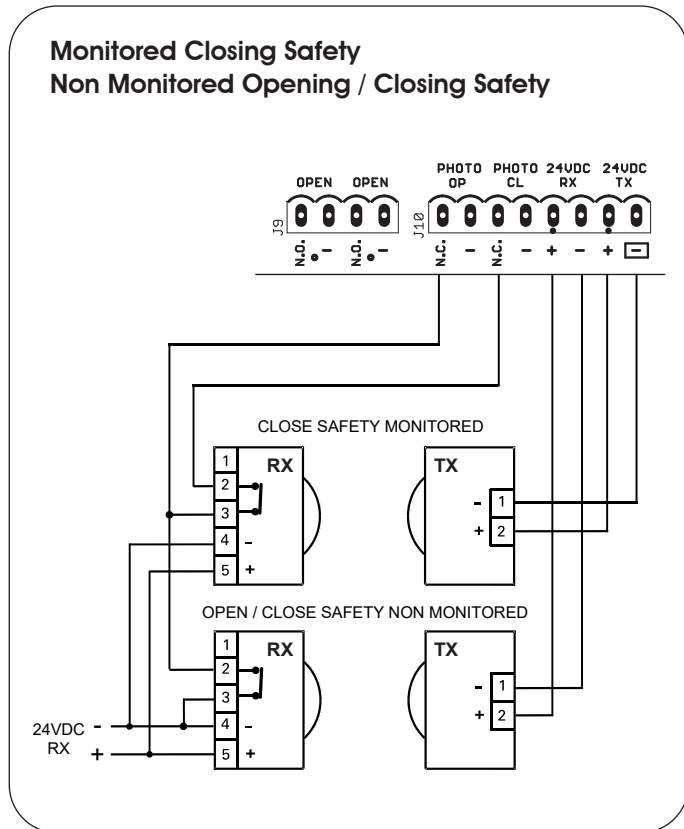 Monitored Closing Safety
Non Monitored Opening / Closing Safety
PHOTO PHOTO 24VDC 24VDC
OPEN OPEN OP CL RX TX
J9 J10
N.O. - N.O. - N.C. - N.C. - + - + -
CLOSE SAFETY MONITORED
1 RX TX
2 - 1
3 + 2
4 -
5 +
OPEN / CLOSE SAFETY NON MONITORED
1 RX TX
2 - 1
3 + 2
24VDC - 4 -
RX + 5 +